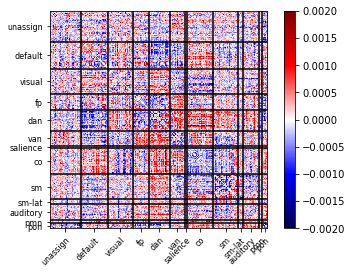 unassign
default
visual
fp
dan
van
salience
co
sm
sm-lat
auditory
pmn
pon
unassign
default
visual
fp
dan
van
salience
co
sm
sm-lat
auditory
0.0020
0.0015
0.0010
0.0005
0.0000
−0.0005
−0.0010
−0.0015
−0.0020